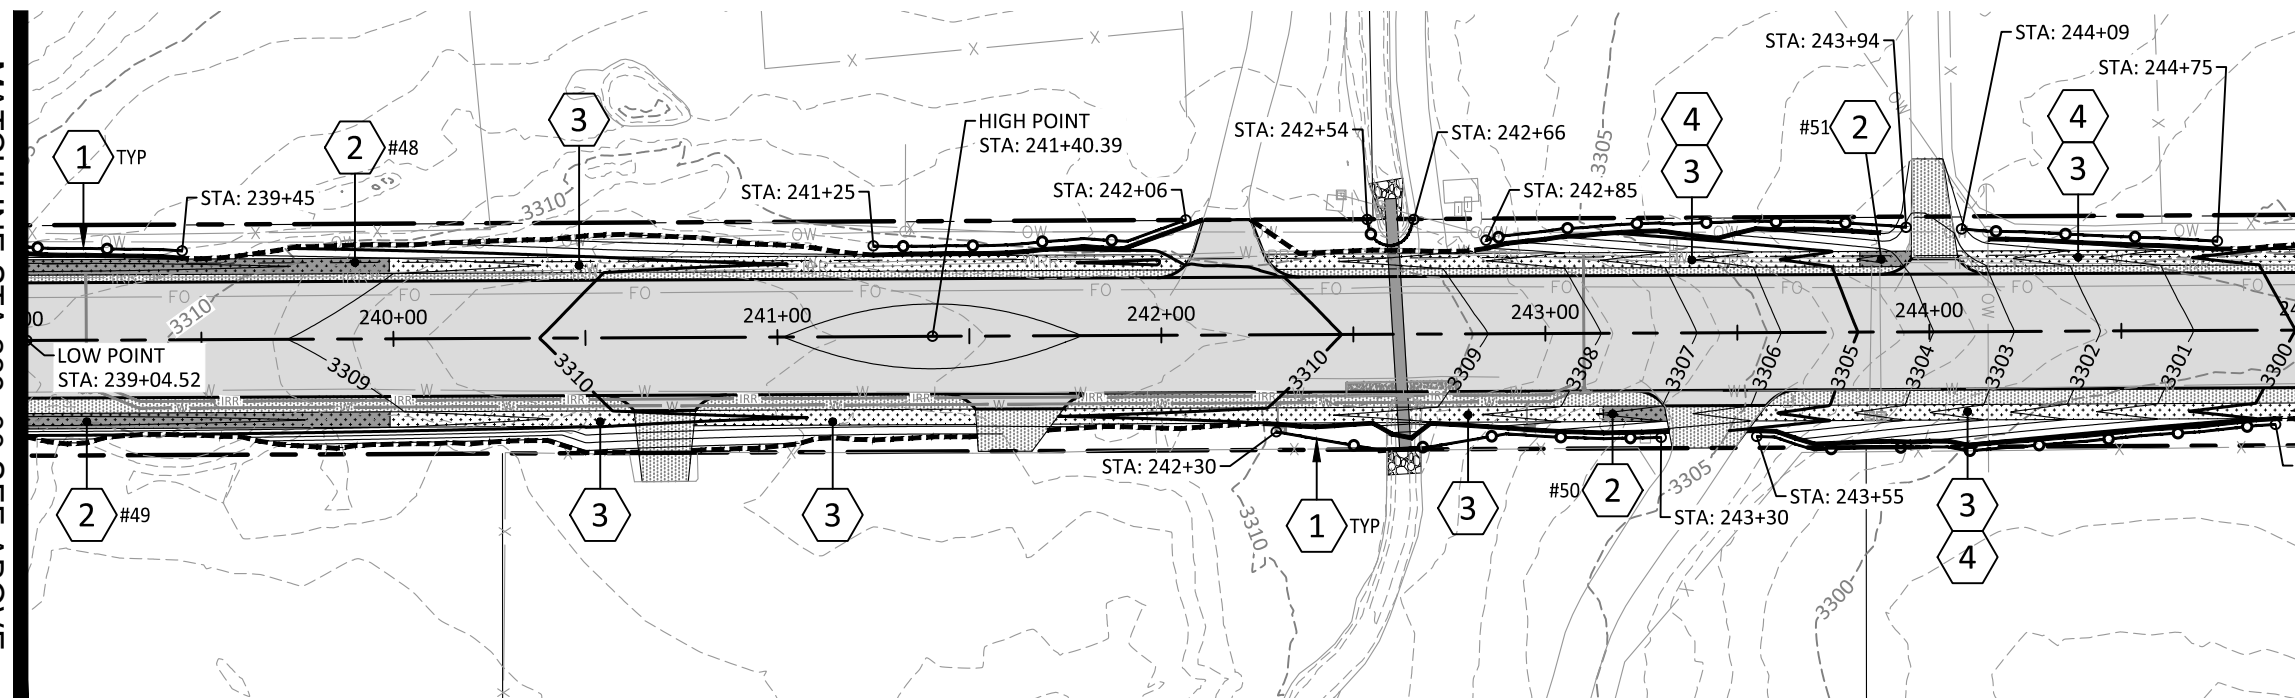 STA: 243+94
STA: 244+09
STA: 244+75
3
4
4
1 TYP
2 #48
STA: 242+54
STA: 242+66
#51 2
HIGH POINT
STA: 241+40.39
3
3
3305
STA: 239+45
STA: 241+25
STA: 242+06
STA: 242+85
3310
X
OW
FO
3310
240+00
241+00
242+00
243+00
244+00
LOW POINT
STA: 239+04.52
3309
3310
3310
3309
3308
3307
3306
3305
3304
3303
3302
3301
3300
W
IRR
STA: 242+30
3305
#50 2
STA: 243+55
STA: 243+30
2 #49
3
3
3310
1 TYP
3
3
4
3300